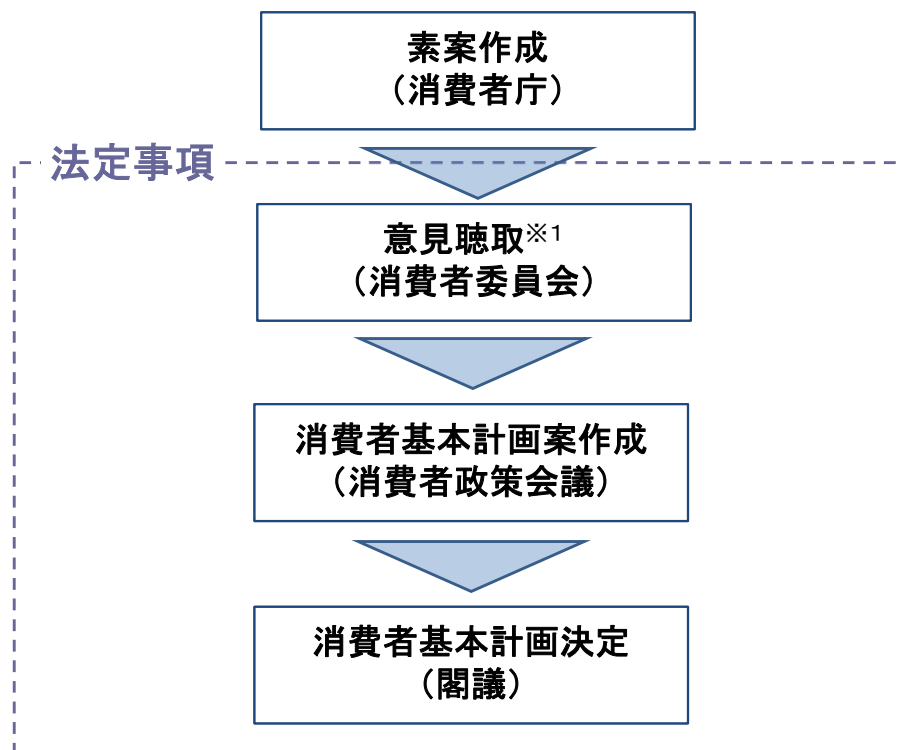 素案作成
（消費者庁）
法定事項
意見聴取※1
（消費者委員会）
消費者基本計画案作成
（消費者政策会議）
消費者基本計画決定
（閣議）